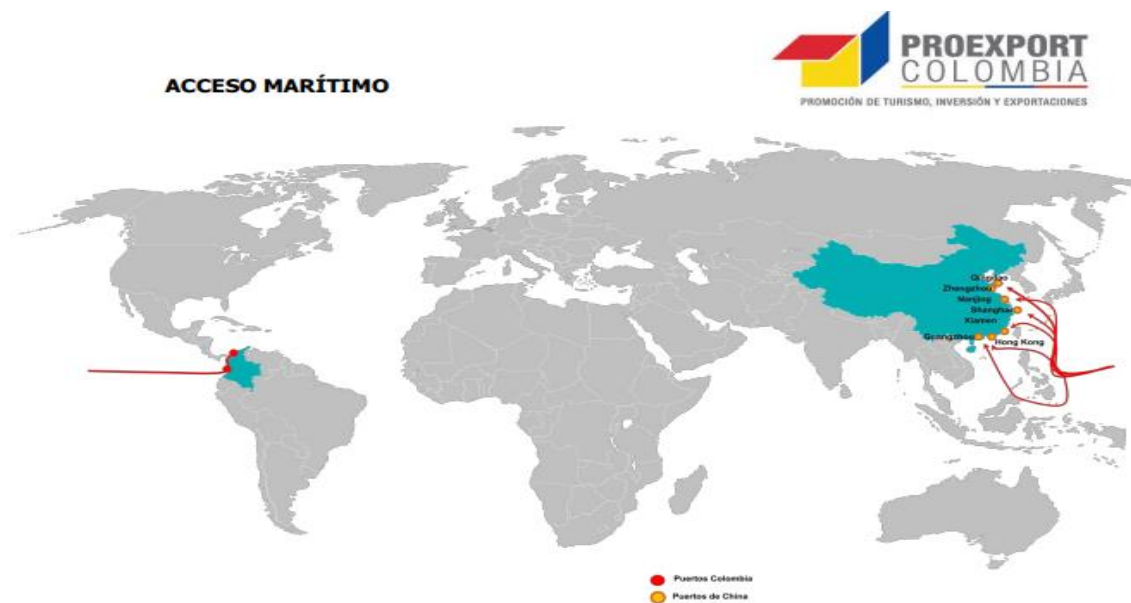 PROEXPORT
COLOMBIA
PROMOCIÓN DE TURISMO, INVERSIÓN Y EXPORTACIONES
ACCESO MARÍTIMO
Qingdao
Zhengzhou
Nanjing
Shanghai
Xiamen
Guangzhou
Hong Kong
Puertos Colombia
Puertos de China